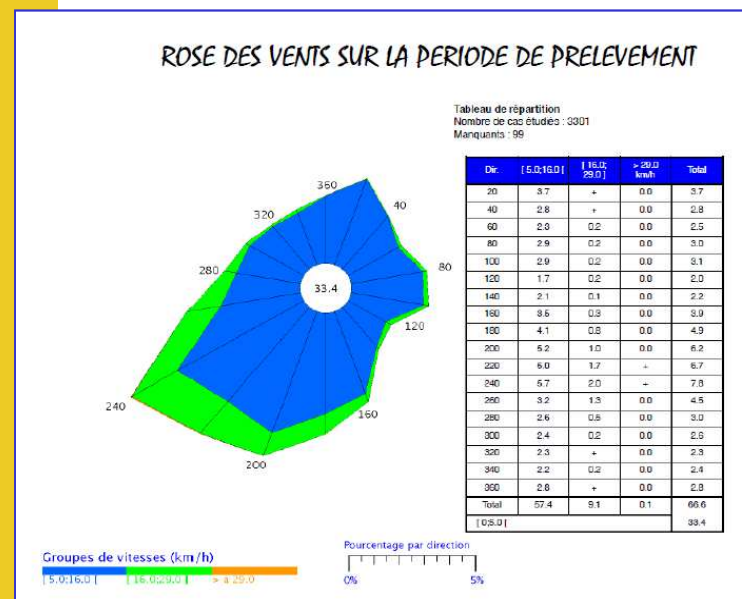 ROSE DES VENTS SUR LA PERIODE DE PRELEVEMENT
Tableau de répartition
Nombre de cas étudiés : 3301
Manquants : 99
Dir. [ 5.0;16.0 [ [ 16.0; 29.0 ] > 29.0 km/h Total
20 3.7 + 0.0 3.7
40 2.8 + 0.0 2.8
60 2.3 0.2 0.0 2.5
80 2.9 0.2 0.0 3.0
100 2.9 0.2 0.0 3.1
120 1.7 0.2 0.0 2.0
140 2.1 0.1 0.0 2.2
160 3.5 0.3 0.0 3.9
180 4.1 0.8 0.0 4.9
200 5.2 1.0 0.0 6.2
220 5.0 1.7 + 6.7
240 5.7 2.0 + 7.8
260 3.2 1.3 0.0 4.5
280 2.6 0.5 0.0 3.0
300 2.4 0.2 0.0 2.6
320 2.3 + 0.0 2.3
340 2.2 0.2 0.0 2.4
360 2.8 + 0.0 2.8
Total 57.4 9.1 0.1 66.6
[ 0;5.0 [ 33.4
360
40
320
80
280
33.4
120
240
160
200
Groupes de vitesses (km/h)
[ 5.0;16.0 [ [ 16.0;29.0 ] > à 29.0
Pourcentage par direction
0% 5%